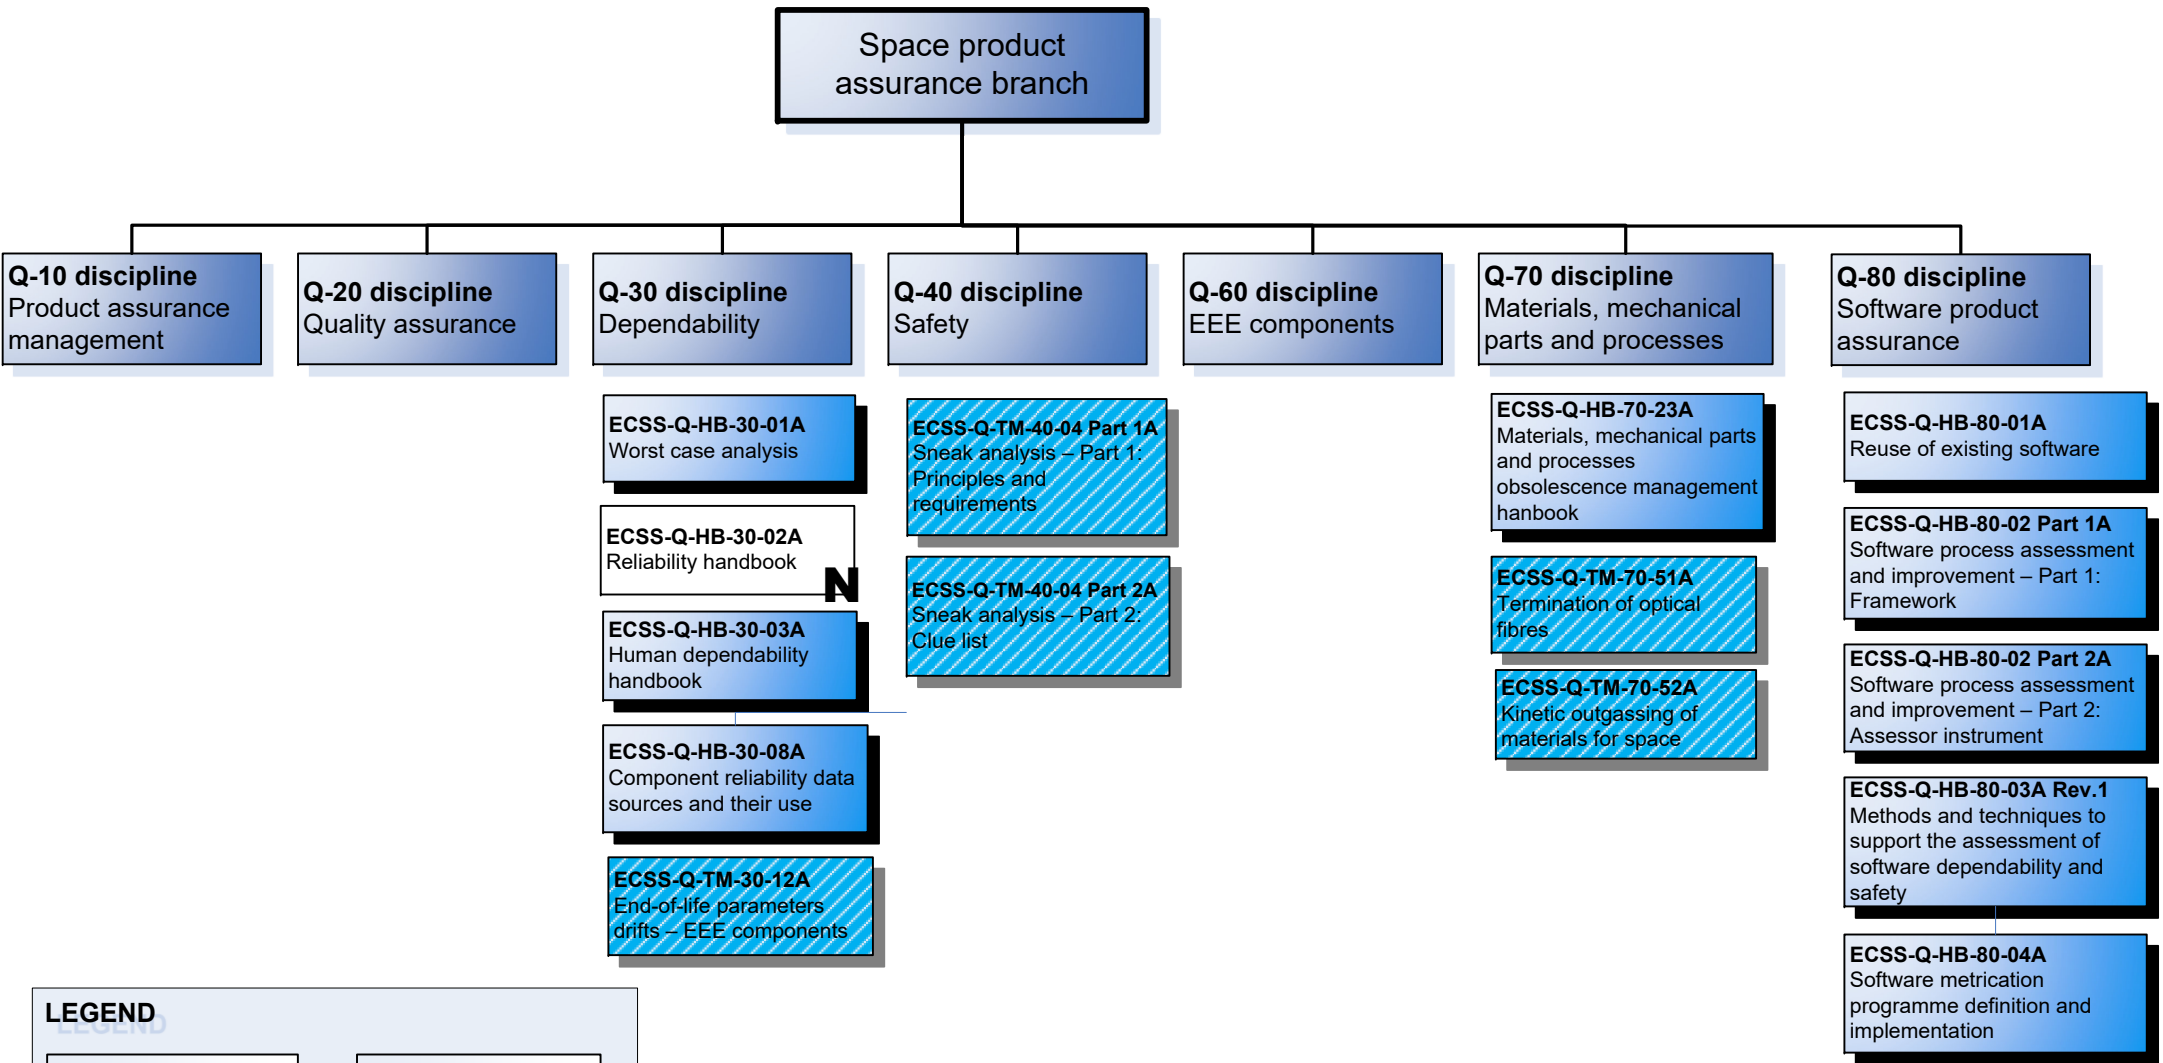 Space product
assurance branch
Q-10 discipline
Product assurance
management
Q-20 discipline
Quality assurance
Q-30 discipline
Dependability
Q-40 discipline
Safety
Q-60 discipline
EEE components
Q-70 discipline
Materials, mechanical
parts and processes
Q-80 discipline
Software product
assurance
ECSS-Q-HB-30-01A
Worst case analysis
ECSS-Q-HB-30-02A
Reliability handbook
N
ECSS-Q-HB-30-03A
Human dependability
handbook
ECSS-Q-HB-30-08A
Component reliability data
sources and their use
ECSS-Q-TM-30-12A
End-of-life parameters
drifts – EEE components
ECSS-Q-TM-40-04 Part 1A
Sneak analysis – Part 1:
Principles and
requirements
ECSS-Q-TM-40-04 Part 2A
Sneak analysis – Part 2:
Clue list
ECSS-Q-HB-70-23A
Materials, mechanical parts
and processes
obsolescence management
hanbook
ECSS-Q-TM-70-51A
Termination of optical
fibres
ECSS-Q-TM-70-52A
Kinetic outgassing of
materials for space
ECSS-Q-HB-80-01A
Reuse of existing software
ECSS-Q-HB-80-02 Part 1A
Software process assessment
and improvement – Part 1:
Framework
ECSS-Q-HB-80-02 Part 2A
Software process assessment
and improvement – Part 2:
Assessor instrument
ECSS-Q-HB-80-03A Rev.1
Methods and techniques to
support the assessment of
software dependability and
safety
ECSS-Q-HB-80-04A
Software metrication
programme definition and
implementation
LEGEND